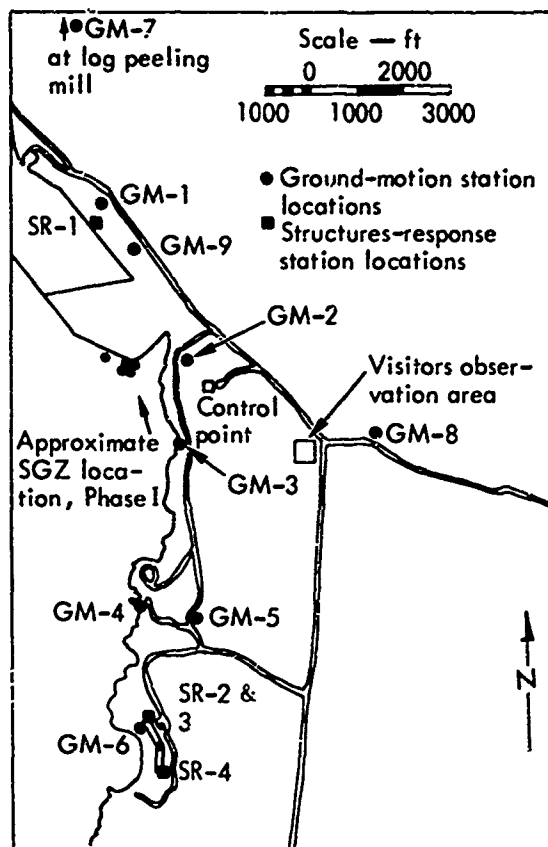 GM-7
at log peeling
mill
Scale — ft
0 2000
1000 1000 3000
GM-1
SR-1
GM-9
Ground-motion station
locations
Structures-response
station locations
GM-2
Visitors obser-
vation area
Control
point
GM-8
Approximate
SGZ loca-
tion, Phase I
GM-3
GM-4
GM-5
SR-2 &
3
GM-6
SR-4
N